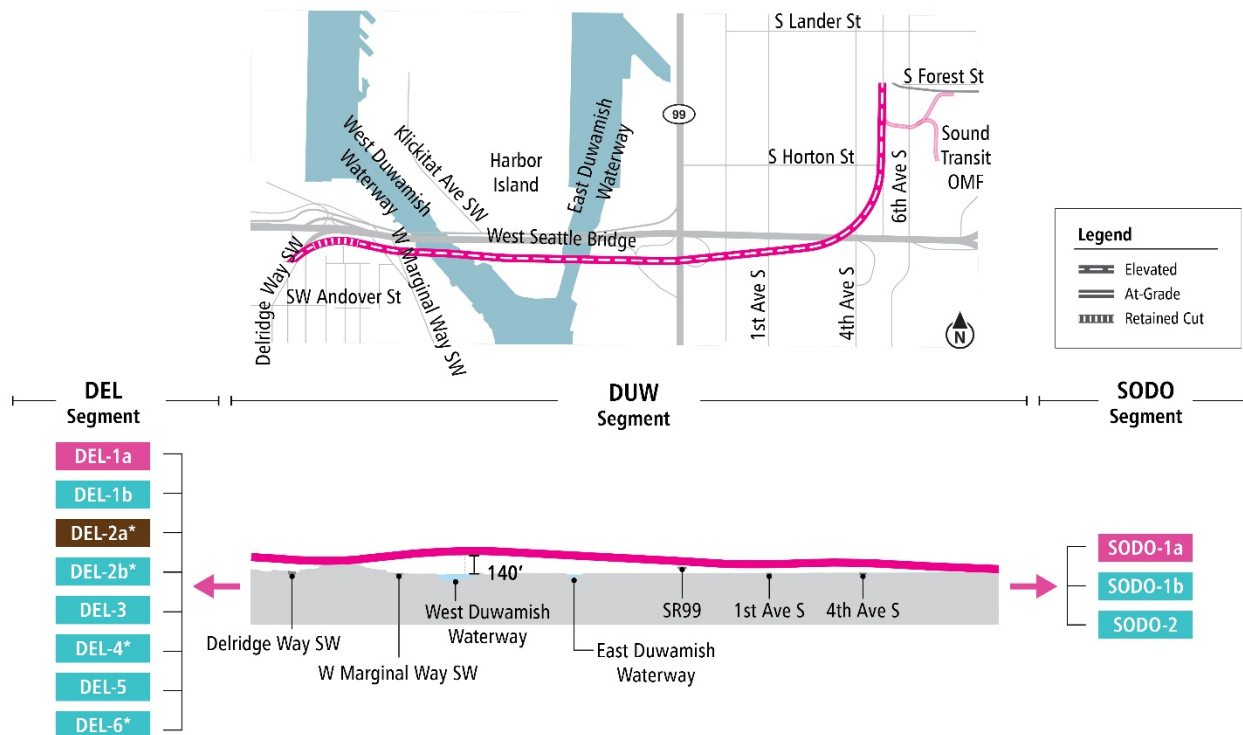 S Lander St
S Forest St
99
West Duwamish
Waterway
Klickitat Ave SW
Harbor
Island
East Duwamish
Waterway
S Horton St
6th Ave S
Sound
Transit
OMF
West Seattle Bridge
Delridge Way SW
SW Andover St
W Marginal Way SW
1st Ave S
4th Ave S
N
Legend
Elevated
At-Grade
Retained Cut
DEL
Segment
DUW
Segment
SODO
Segment
DEL-1a
DEL-1b
DEL-2a*
DEL-2b*
DEL-3
DEL-4*
DEL-5
DEL-6*
140’
Delridge Way SW
W Marginal Way SW
West Duwamish
Waterway
East Duwamish
Waterway
SR99
1st Ave S
4th Ave S
SODO-1a
SODO-1b
SODO-2